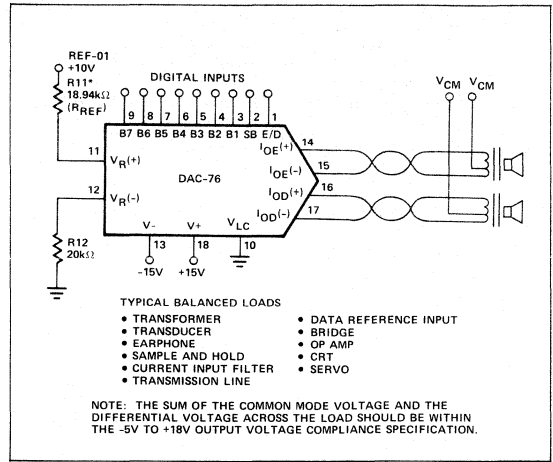 REF-01
+10V
R11*
18.94kΩ
(RREF)
DIGITAL INPUTS
VCM VCM
9 8 7 6 5 4 3 2 1
B7 B6 B5 B4 B3 B2 B1 SB E/D
IOE(+) 14
11 VR(+)
IOE(-) 15
DAC-76
12 VR(-)
IOD(+) 16
IOD(-) 17
V- V+ VLC
R12
20kΩ
13 18 10
-15V +15V
TYPICAL BALANCED LOADS
• TRANSFORMER
• TRANSDUCER
• EARPHONE
• SAMPLE AND HOLD
• CURRENT INPUT FILTER
• TRANSMISSION LINE
• DATA REFERENCE INPUT
• BRIDGE
• OP AMP
• CRT
• SERVO
NOTE: THE SUM OF THE COMMON MODE VOLTAGE AND THE
DIFFERENTIAL VOLTAGE ACROSS THE LOAD SHOULD BE WITHIN
THE -5V TO +18V OUTPUT VOLTAGE COMPLIANCE SPECIFICATION.